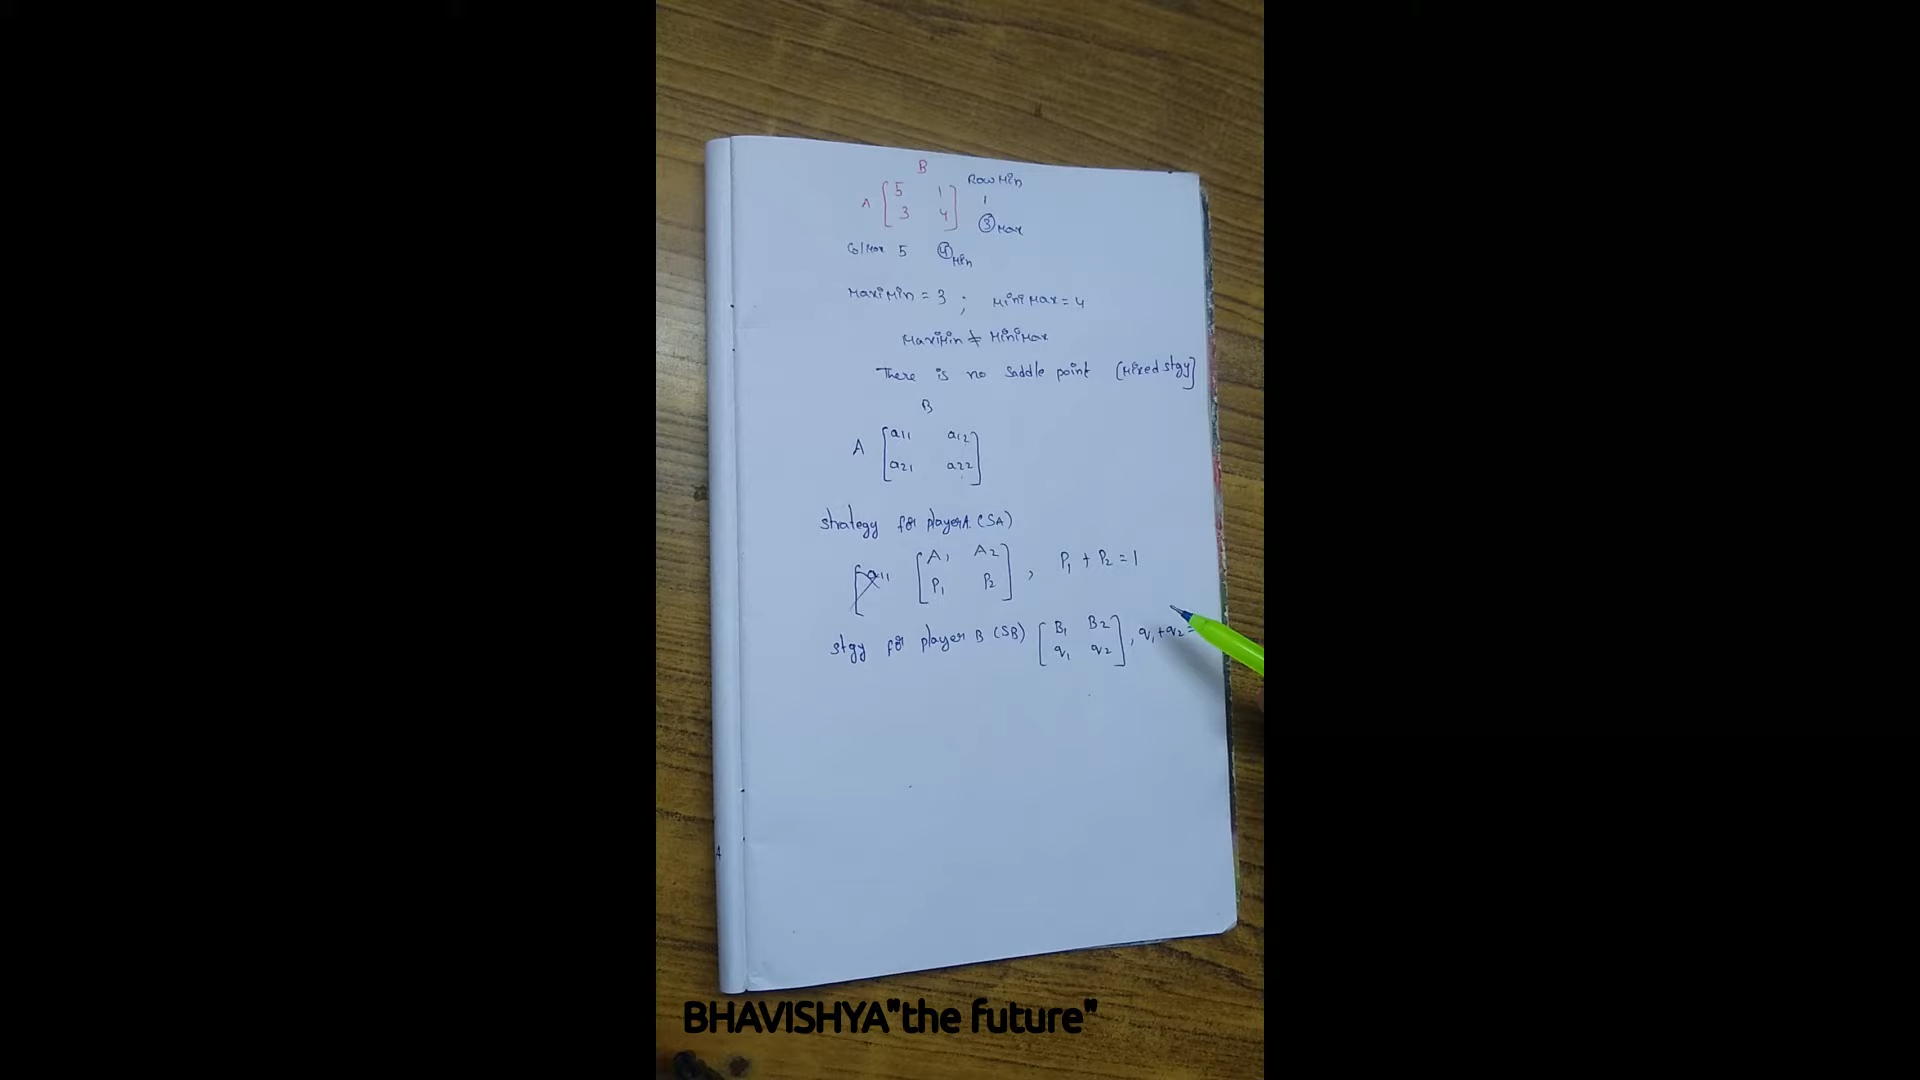 B
A [ 5 1 ] Row Min
1
3 4 3 Max
Col Max 5 4 Min
MaxiMin = 3 ; MiniMax = 4
MaxiMin ≠ MiniMax
There is no Saddle point (Mixed stgy]
B
A [ a11 a12
a21 a22 ]
strategy for player A (SA)
[ a11 [ A1 A2
P1 P2 ] , P1 + P2 = 1
stgy for player B (SB) [ B1 B2
q1 q2 ] , q1 + q2 =
BHAVISHYA"the future"